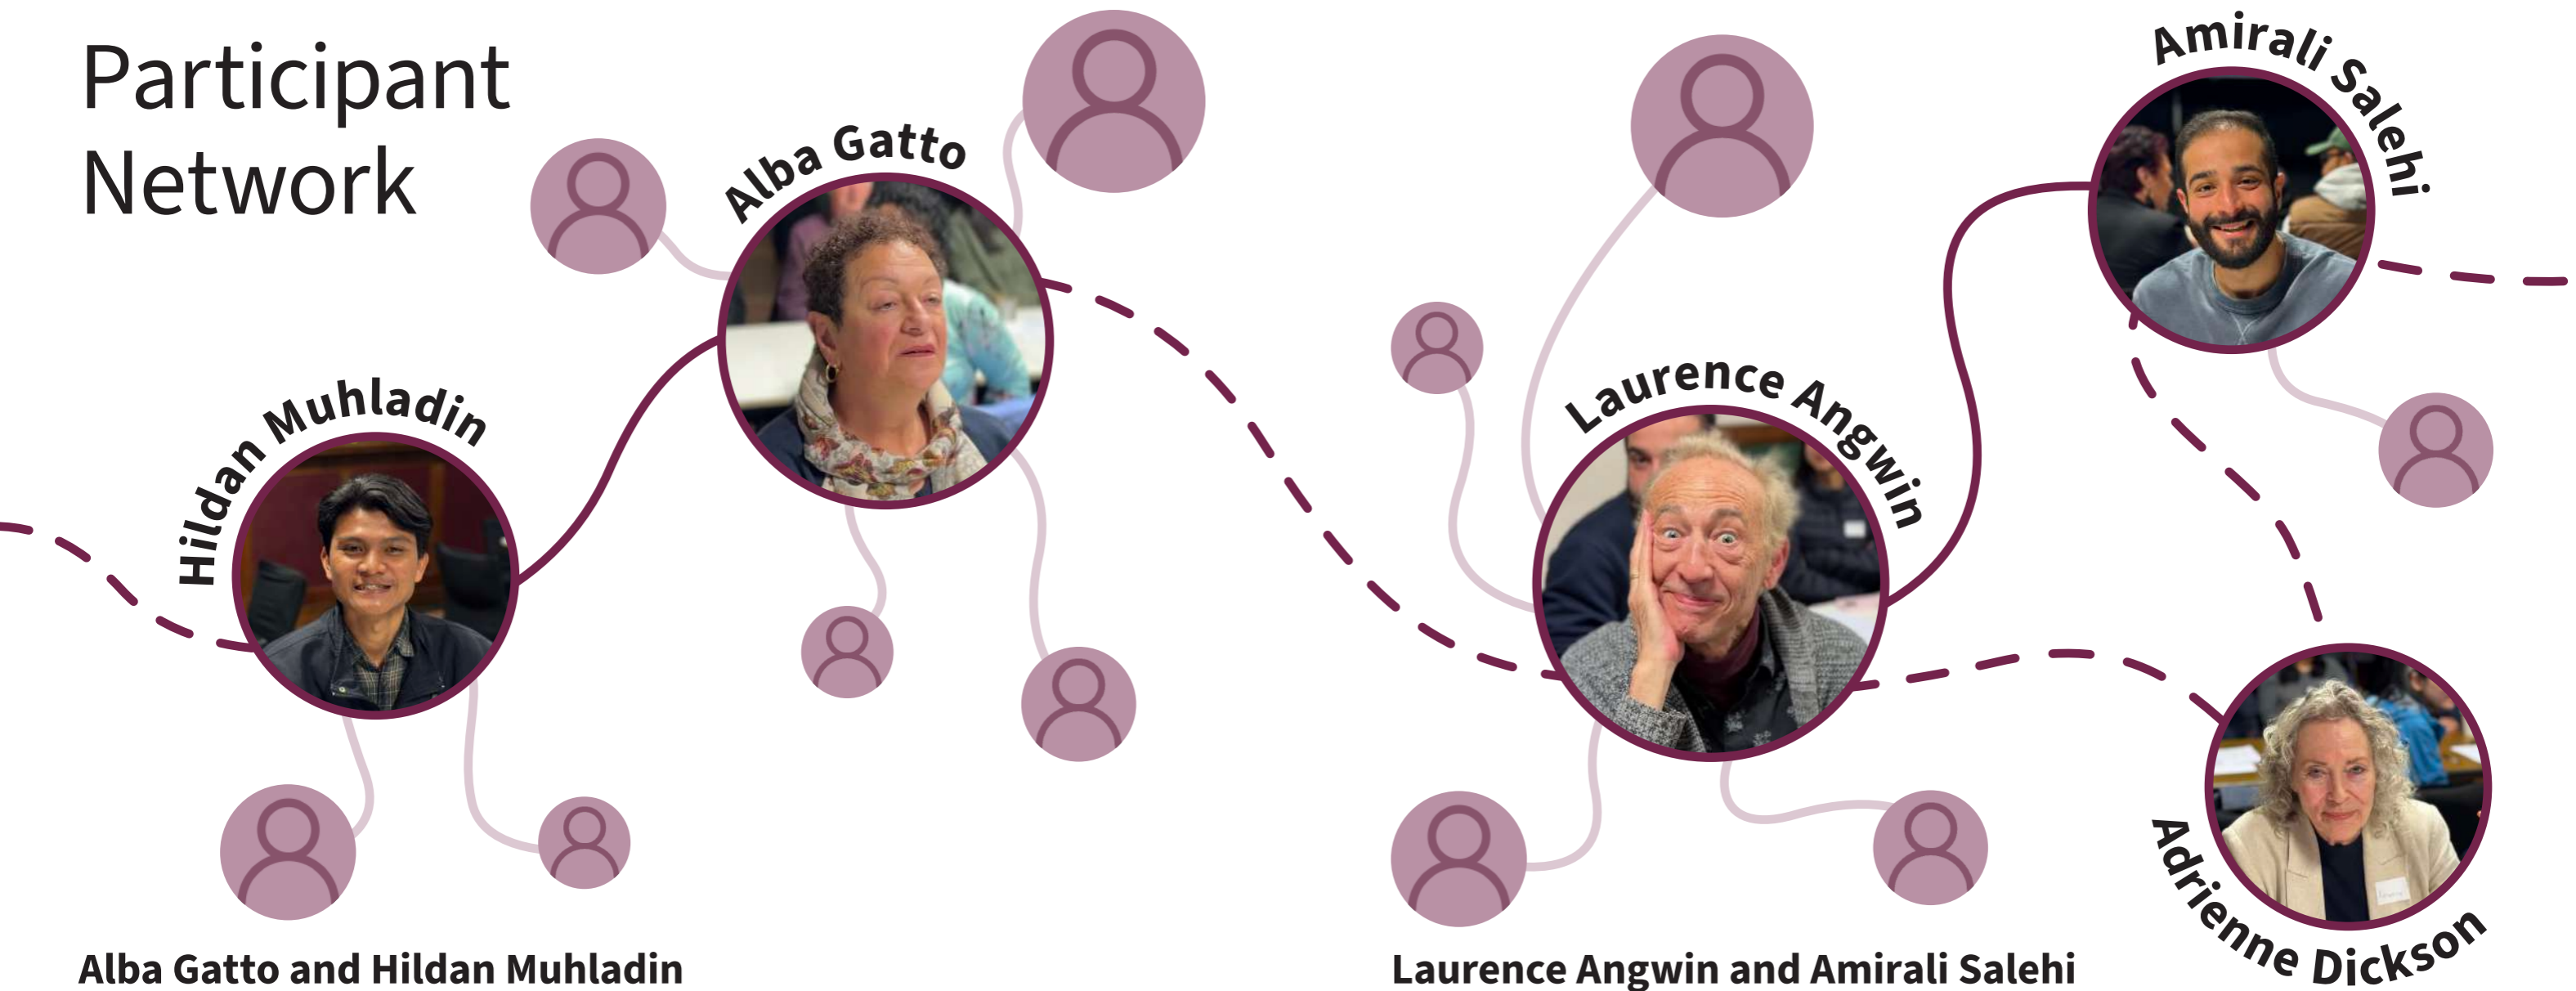 Participant
Network
Hildan Muhladin
Alba Gatto
Laurence Angwin
Amirali Salehi
Adrienne Dickson
Alba Gatto and Hildan Muhladin
Laurence Angwin and Amirali Salehi